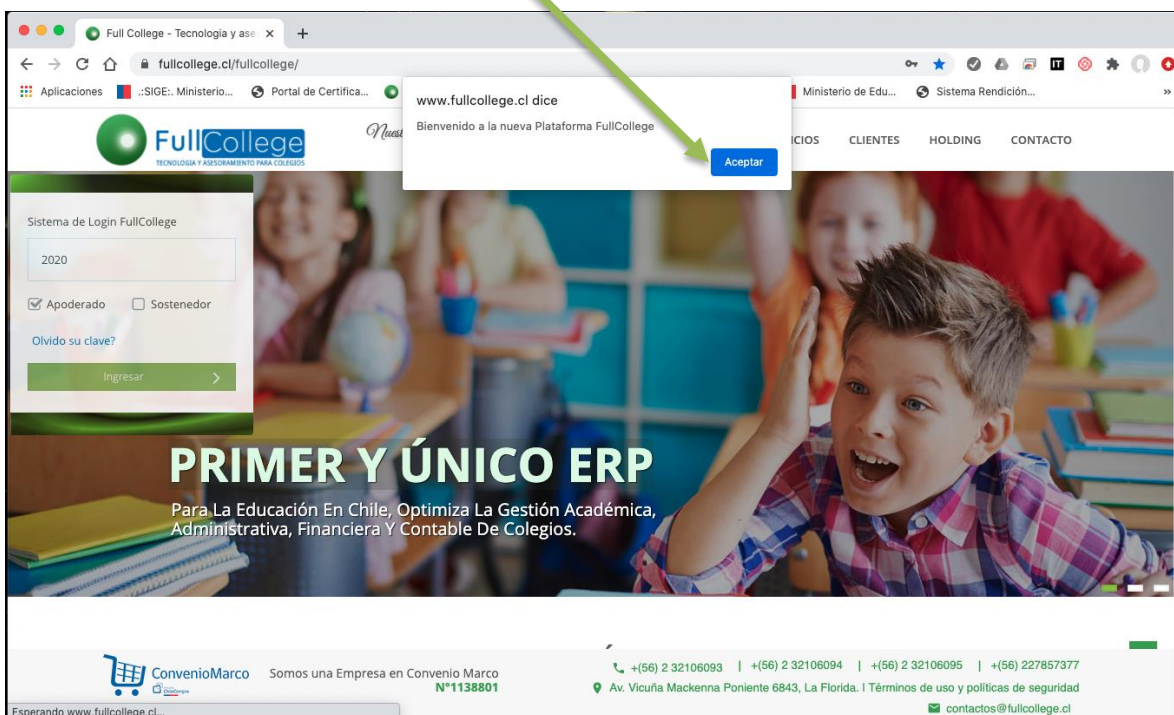 Full College - Tecnologia y ase
fullcollege.cl/fullcollege/
Aplicaciones
.:SIGE:. Ministerio...
Portal de Certifica...
Ministerio de Edu...
Sistema Rendición...
www.fullcollege.cl dice
Bienvenido a la nueva Plataforma FullCollege
Aceptar
FullCollege
TECNOLOGIA Y ASESORAMIENTO PARA COLEGIOS
CLIENTES
HOLDING
CONTACTO
Sistema de Login FullCollege
2020
Apoderado
Sostenedor
Olvido su clave?
Ingresar
PRIMER Y ÚNICO ERP
Para La Educación En Chile, Optimiza La Gestión Académica,
Administrativa, Financiera Y Contable De Colegios.
ConvenioMarco
Somos una Empresa en Convenio Marco
N°1138801
+(56) 2 32106093 | +(56) 2 32106094 | +(56) 2 32106095 | +(56) 227857377
Av. Vicuña Mackenna Poniente 6843, La Florida. I Términos de uso y políticas de seguridad
contactos@fullcollege.cl
Esperando www.fullcollege.cl...